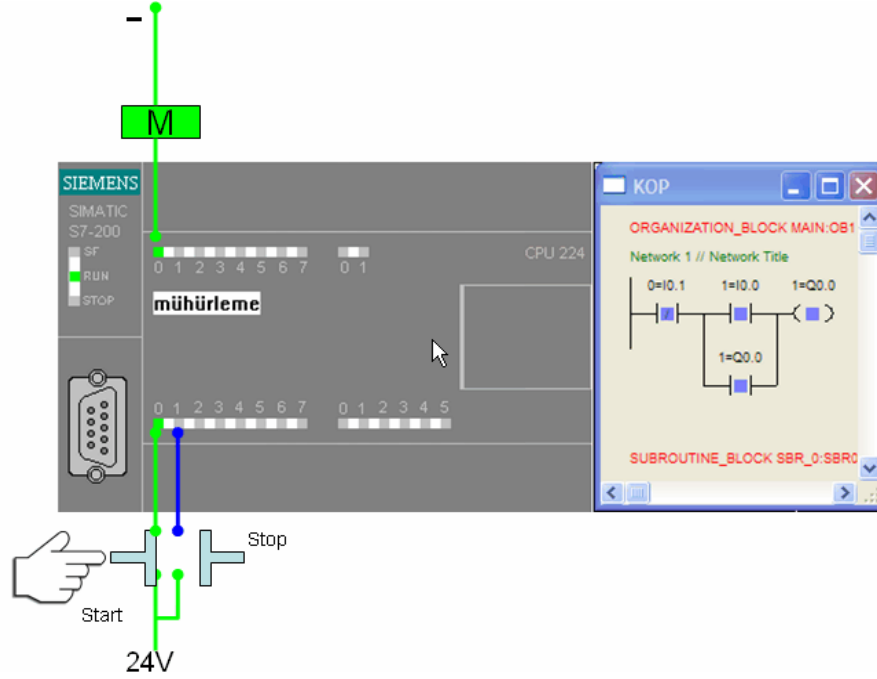 -
M
SIEMENS
SIMATIC
S7-200
SF
RUN
STOP
0 1 2 3 4 5 6 7
0 1
CPU 224
mühürleme
0 1 2 3 4 5 6 7
0 1 2 3 4 5
KOP
ORGANIZATION_BLOCK MAIN:OB1
Network 1 // Network Title
0=I0.1 1=I0.0 1=Q0.0
/
1=Q0.0
SUBROUTINE_BLOCK SBR_0:SBR0
Stop
Start
24V